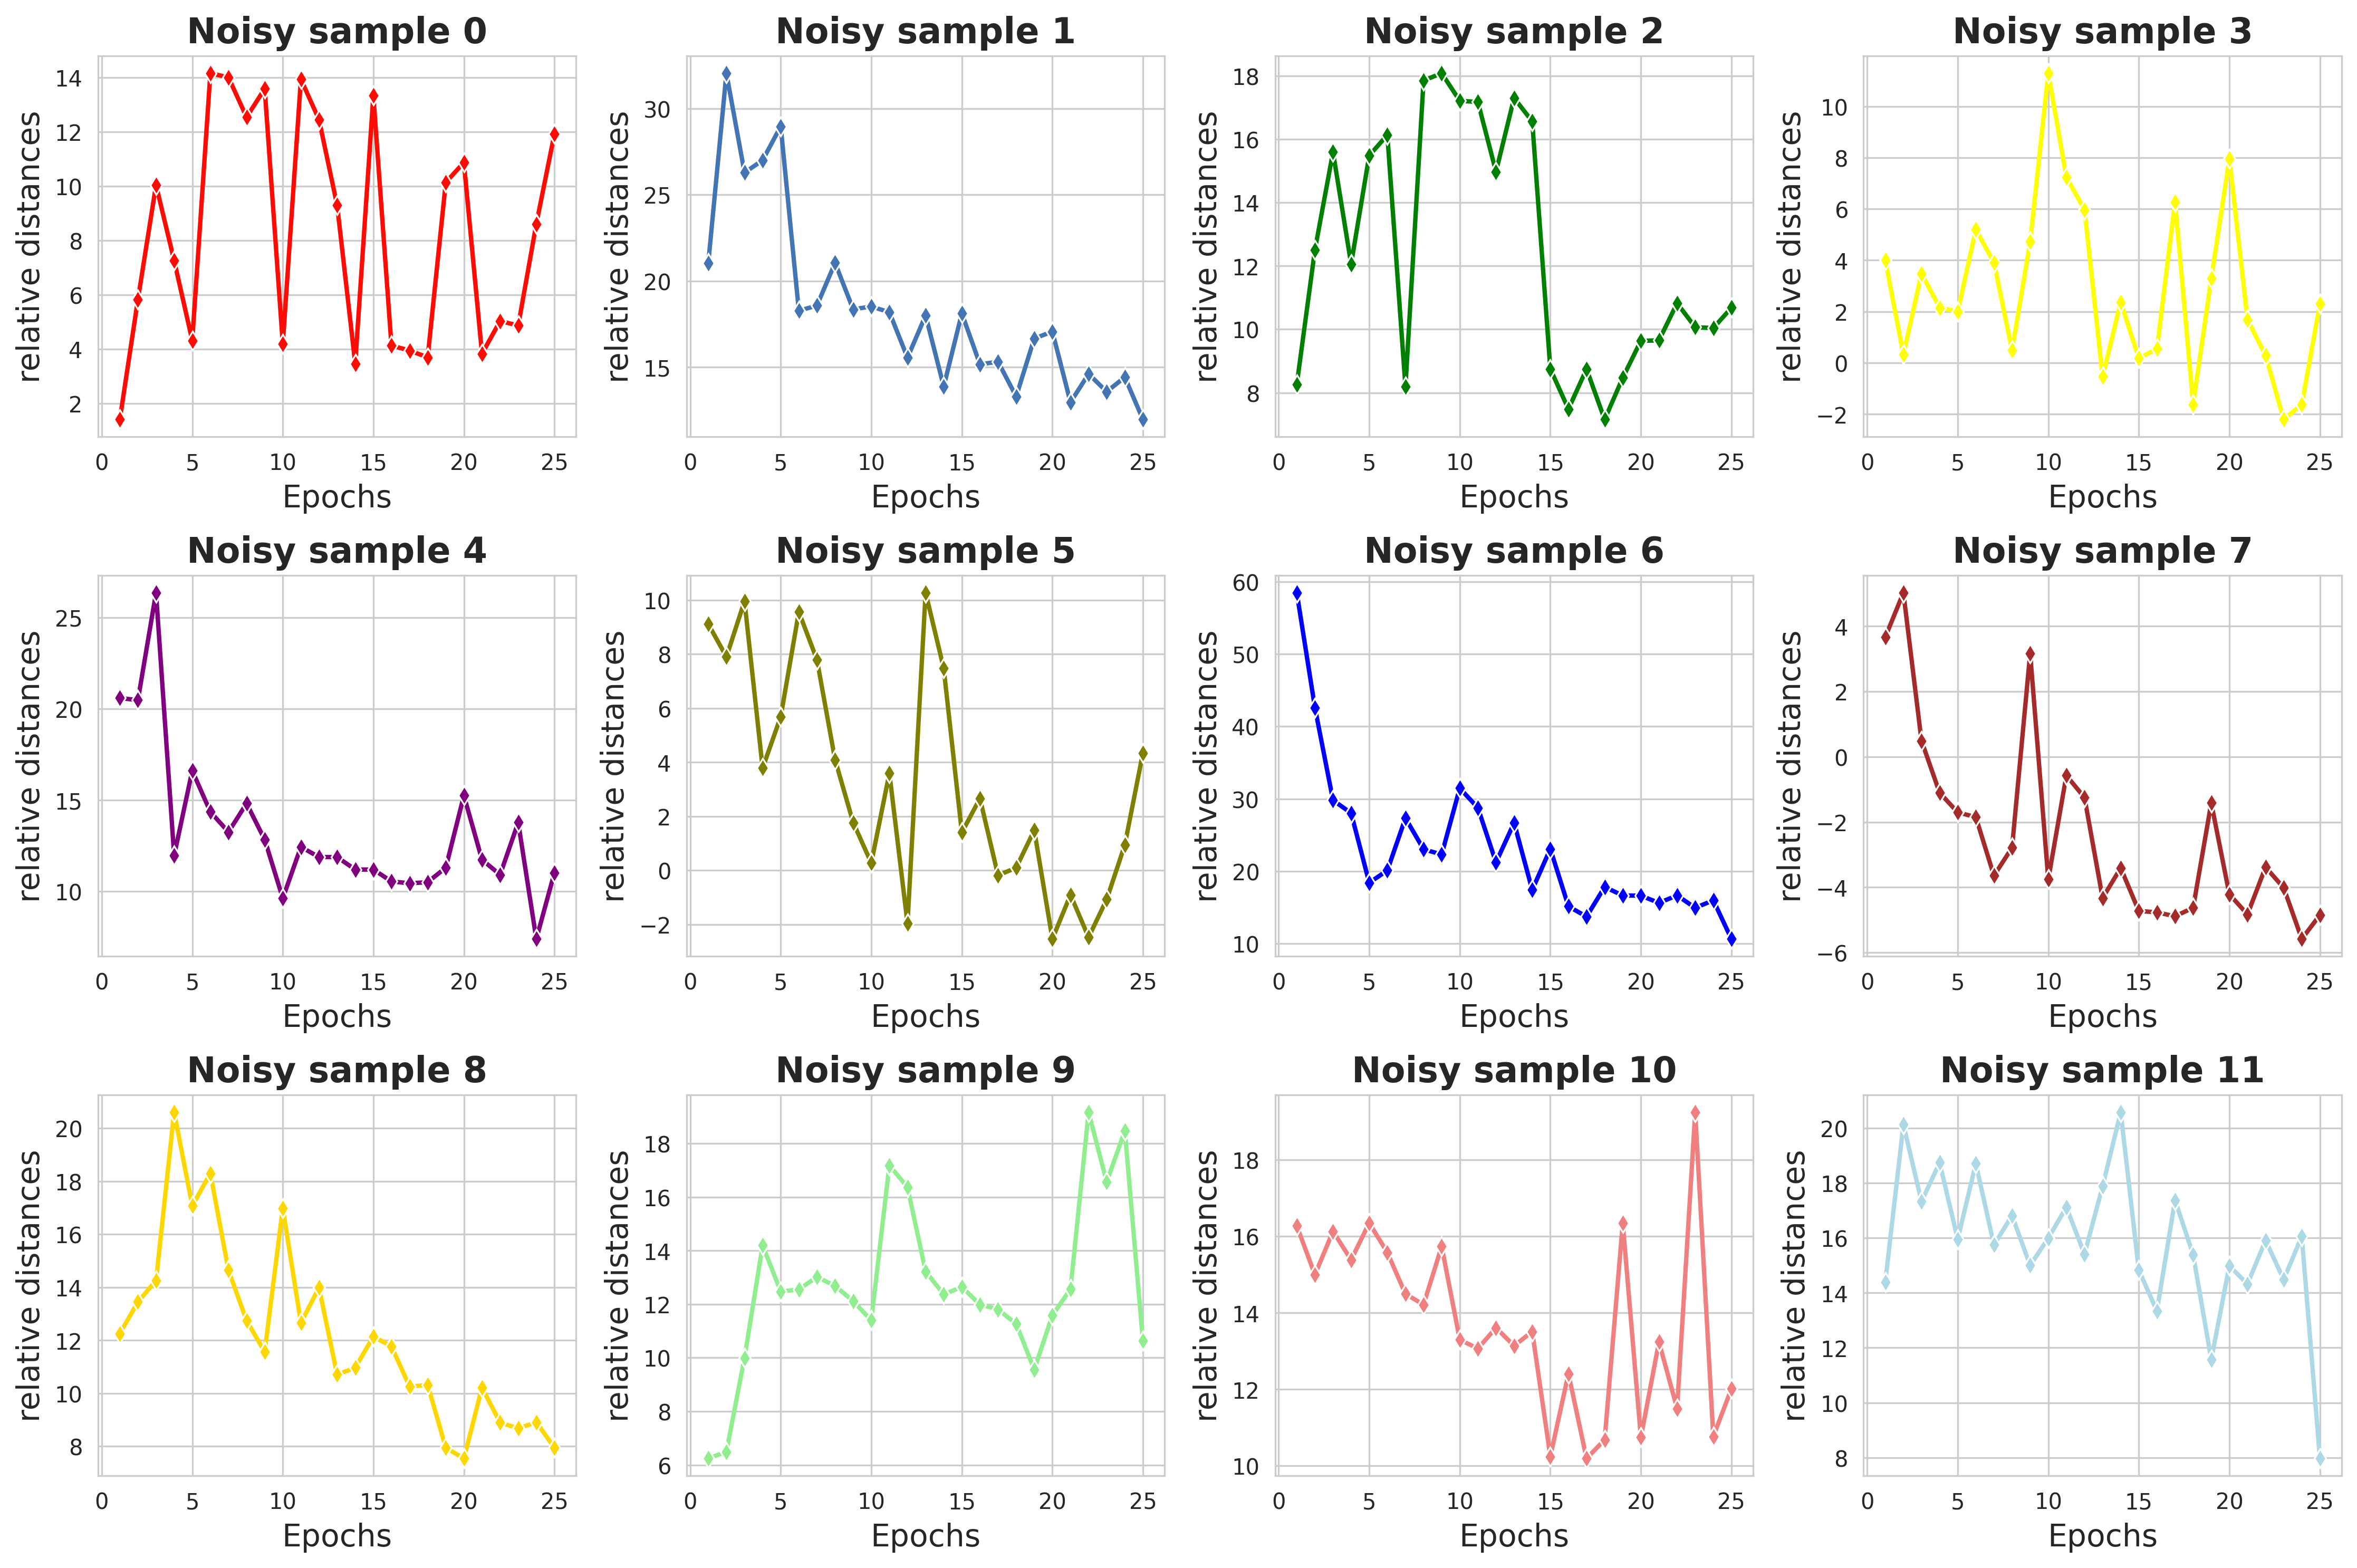 Noisy sample 0
14
12
10
8
6
4
2
relative distances
0 5 10 15 20 25
Epochs
Noisy sample 1
30
25
20
15
relative distances
0 5 10 15 20 25
Epochs
Noisy sample 2
18
16
14
12
10
8
relative distances
0 5 10 15 20 25
Epochs
Noisy sample 3
10
8
6
4
2
0
−2
relative distances
0 5 10 15 20 25
Epochs
Noisy sample 4
25
20
15
10
relative distances
0 5 10 15 20 25
Epochs
Noisy sample 5
10
8
6
4
2
0
−2
relative distances
0 5 10 15 20 25
Epochs
Noisy sample 6
60
50
40
30
20
10
relative distances
0 5 10 15 20 25
Epochs
Noisy sample 7
4
2
0
−2
−4
−6
relative distances
0 5 10 15 20 25
Epochs
Noisy sample 8
20
18
16
14
12
10
8
relative distances
0 5 10 15 20 25
Epochs
Noisy sample 9
18
16
14
12
10
8
6
relative distances
0 5 10 15 20 25
Epochs
Noisy sample 10
18
16
14
12
10
relative distances
0 5 10 15 20 25
Epochs
Noisy sample 11
20
18
16
14
12
10
8
relative distances
0 5 10 15 20 25
Epochs